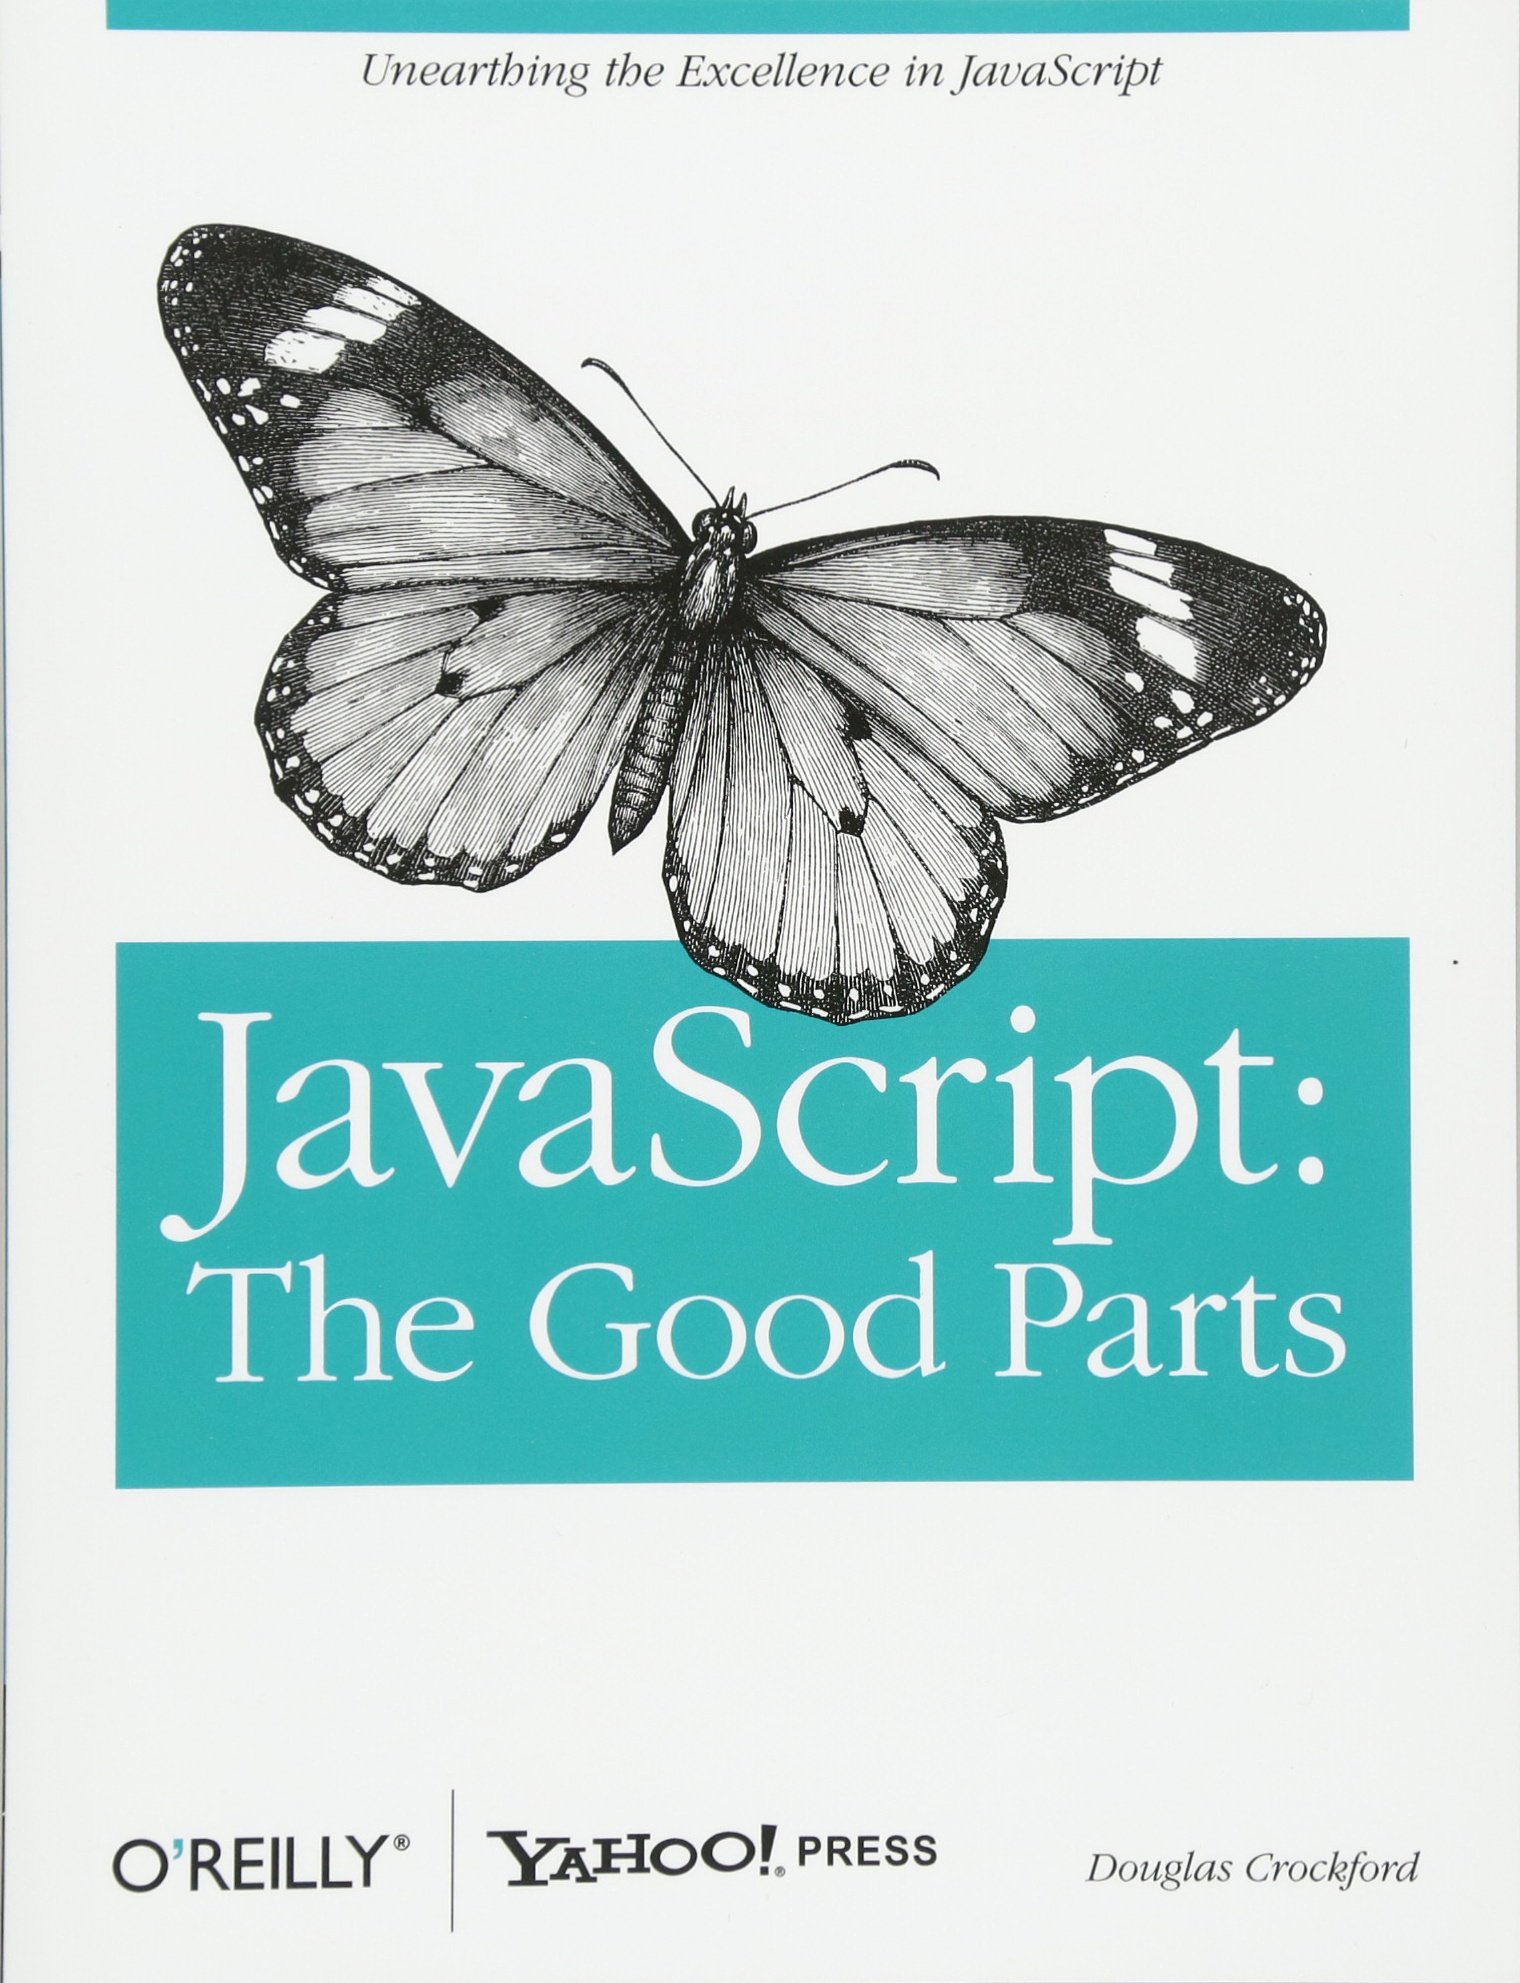 Unearthing the Excellence in JavaScript
JavaScript:
The Good Parts
O'REILLY®
YAHOO!® PRESS
Douglas Crockford